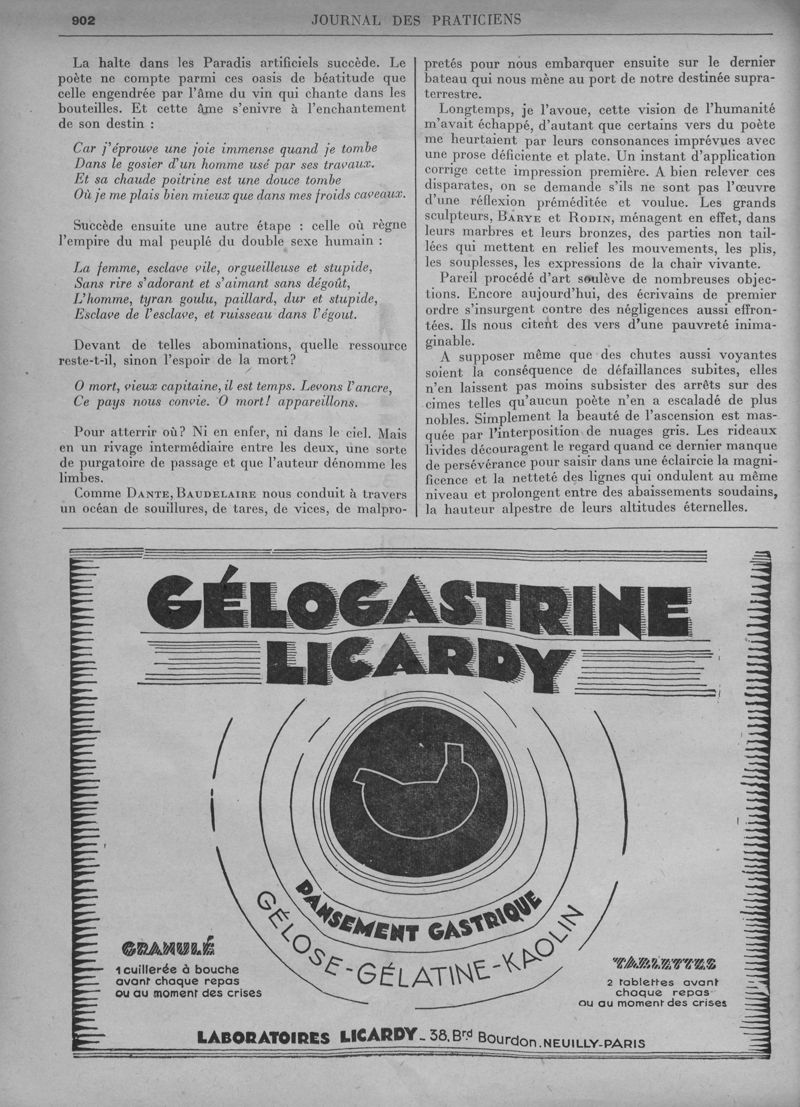 902
JOURNAL DES PRATICIENS
La halte dans les Paradis artificiels succède. Le
poète ne compte parmi ces oasis de béatitude que
celle engendrée par l'âme du vin qui chante dans les
bouteilles. Et cette âme s'enivre à l'enchantement
de son destin :
Car j'éprouve une joie immense quand je tombe
Dans le gosier d'un homme usé par ses travaux.
Et sa chaude poitrine est une douce tombe
Où je me plais bien mieux que dans mes froids caveaux.
Succède ensuite une autre étape : celle où règne
l'empire du mal peuplé du double sexe humain :
La femme, esclave vile, orgueilleuse et stupide,
Sans rire s'adorant et s'aimant sans dégoût,
L'homme, tyran goulu, paillard, dur et stupide,
Esclave de l'esclave, et ruisseau dans l'égout.
Devant de telles abominations, quelle ressource
reste-t-il, sinon l'espoir de la mort?
O mort, vieux capitaine, il est temps. Levons l'ancre,
Ce pays nous convie. O mort! appareillons.
Pour atterrir où? Ni en enfer, ni dans le ciel. Mais
en un rivage intermédiaire entre les deux, une sorte
de purgatoire de passage et que l'auteur dénomme les
limbes.
Comme DANTE, BAUDELAIRE nous conduit à travers
un océan de souillures, de tares, de vices, de malpro-
pretés pour nous embarquer ensuite sur le dernier
bateau qui nous mène au port de notre destinée supra-
terrestre.
Longtemps, je l'avoue, cette vision de l'humanité
m'avait échappé, d'autant que certains vers du poète
me heurtaient par leurs consonances imprévues avec
une prose déficiente et plate. Un instant d'application
corrige cette impression première. A bien relever ces
disparates, on se demande s'ils ne sont pas l'œuvre
d'une réflexion préméditée et voulue. Les grands
sculpteurs, BARYE et RODIN, ménagent en effet, dans
leurs marbres et leurs bronzes, des parties non tail-
lées qui mettent en relief les mouvements, les plis,
les souplesses, les expressions de la chair vivante.
Pareil procédé d'art soulève de nombreuses objec-
tions. Encore aujourd'hui, des écrivains de premier
ordre s'insurgent contre des négligences aussi effron-
tées. Ils nous citent des vers d'une pauvreté inima-
ginable.
A supposer même que des chutes aussi voyantes
soient la conséquence de défaillances subites, elles
n'en laissent pas moins subsister des arrêts sur des
cimes telles qu'aucun poète n'en a escaladé de plus
nobles. Simplement la beauté de l'ascension est mas-
quée par l'interposition de nuages gris. Les rideaux
livides découragent le regard quand ce dernier manque
de persévérance pour saisir dans une éclaircie la magni-
ficence et la netteté des lignes qui ondulent au même
niveau et prolongent entre des abaissements soudains,
la hauteur alpestre de leurs altitudes éternelles.
GÉLOGASTRINE
LICARDY
PANSEMENT GASTRIQUE
GÉLOSE-GÉLATINE-KAOLIN
GRANULÉ
1 cuillerée à bouche
avant chaque repas
ou au moment des crises
TABLETTES
2 tablettes avant
chaque repas
ou au moment des crises
LABORATOIRES LICARDY_38, Brd Bourdon. NEUILLY-PARIS